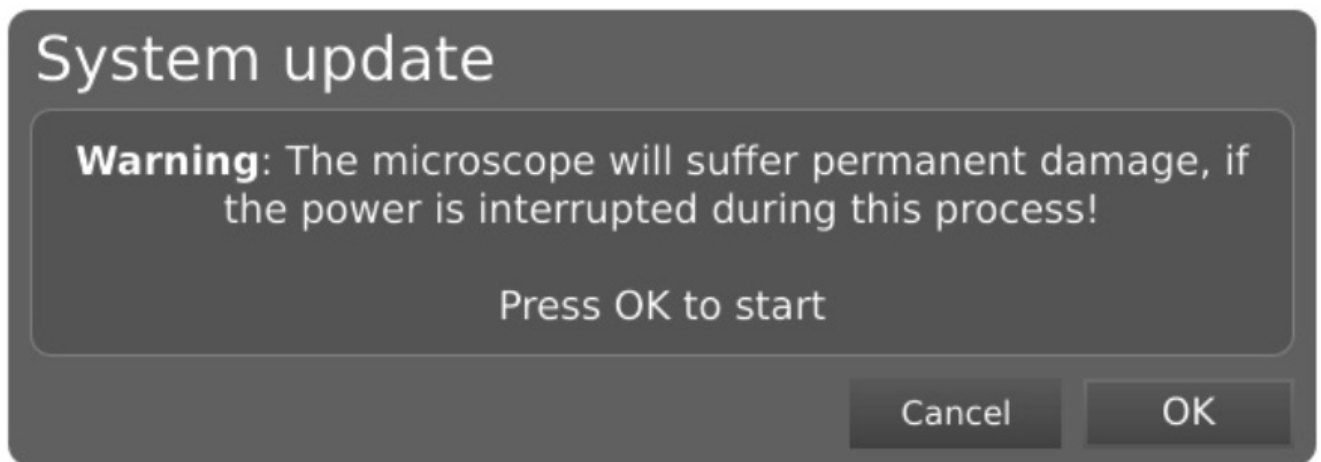 System update
Warning: The microscope will suffer permanent damage, if
the power is interrupted during this process!
Press OK to start
Cancel
OK